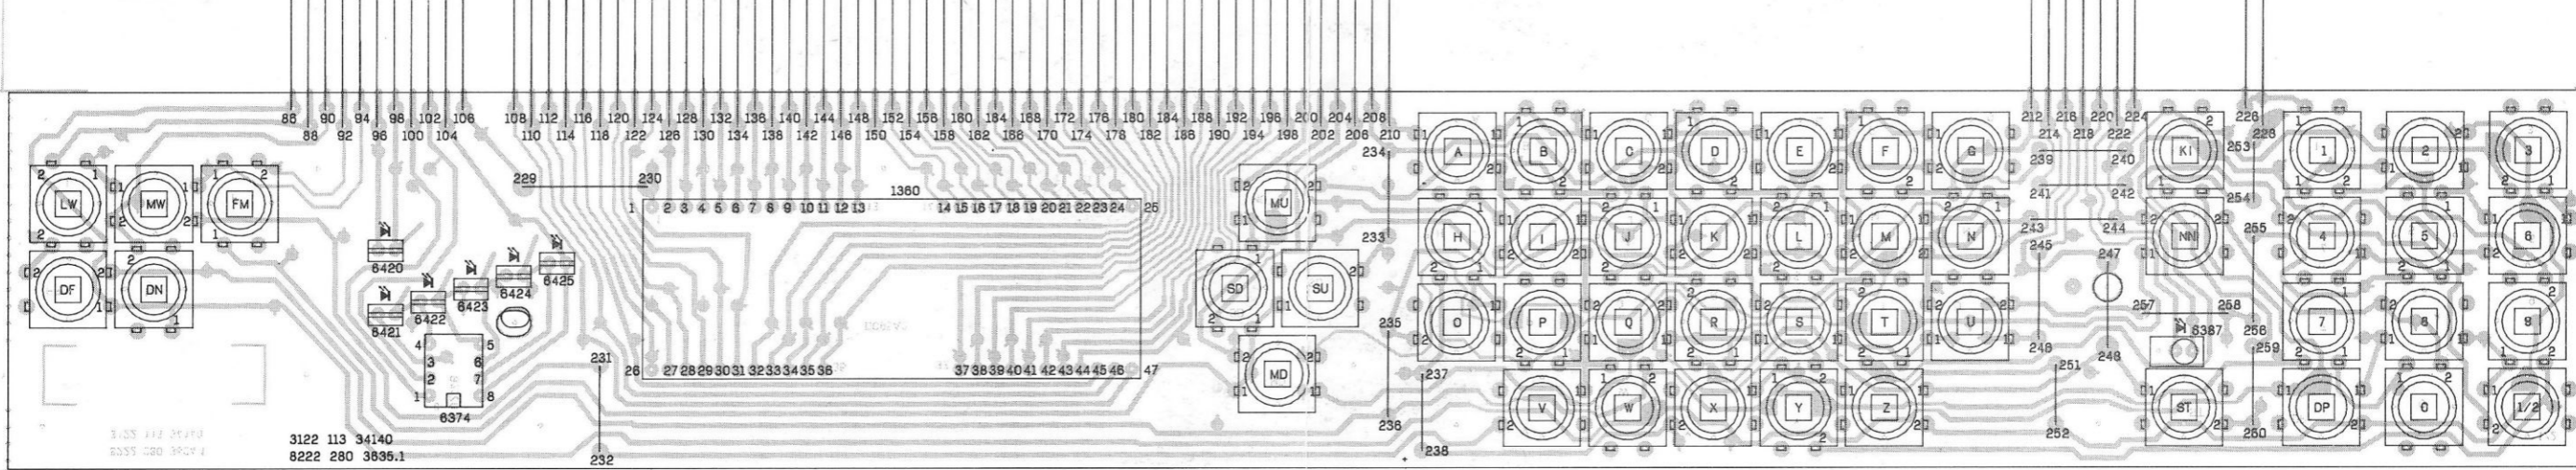 86 90 94 98 102 106 108 112 116 120 124 128 132 136 140 144 148 152 156 160 164 168 172 176 180 184 188 192 196 200 204 208
88 92 96 100 104 110 114 118 122 126 130 134 138 142 146 150 154 158 162 166 170 174 178 182 186 190 194 198 202 206 210
212 216 220 224 226
214 218 222 228
234 A B C D E F G 239 240 KI 253 1 2 3
229 230
1360
241 242 254
LW MW FM
1 2 3 4 5 6 7 8 9 10 11 12 13 14 15 16 17 18 19 20 21 22 23 24 25
MU
233 H I J K L M N 243 244 NN 255 4 5 6
245 247
6420 6425
6424
6423
6422
6421
DF DN
SD SU
257 258
235 O P Q R S T U 246 248 6387 256 259 7 8 9
4 5
3 6
2 7
1 8
6374
231
26 27 28 29 30 31 32 33 34 35 36 37 38 39 40 41 42 43 44 45 46 47
MD
237 251
236 V W X Y Z ST DP 0 1/2
252 260
3122 113 34140
8222 280 3635.1
232 238